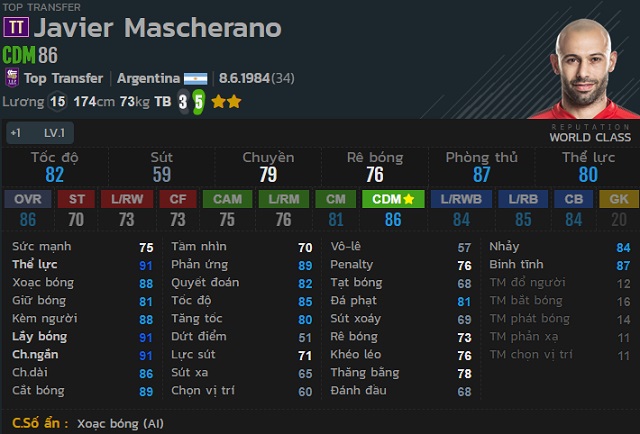 TOP TRANSFER
TT Javier Mascherano
CDM 86
Top Transfer Argentina 8.6.1984(34)
Lương 15 174cm 73kg TB 3 5
REPUTATION
WORLD CLASS
+1 LV.1
Tốc độ Sút Chuyền Rê bóng Phòng thủ Thể lực
82 59 79 76 87 80
OVR ST L/RW CF CAM L/RM CM CDM L/RWB L/RB CB GK
86 70 73 73 75 76 81 86 84 85 84 20
Sức mạnh 75 Tầm nhìn 70 Vô-lê 57 Nhảy 84
Thể lực 91 Phản ứng 89 Penalty 76 Bình tĩnh 87
Xoạc bóng 88 Quyết đoán 82 Tạt bóng 68 TM đổ người 12
Giữ bóng 81 Tốc độ 85 Đá phạt 81 TM bắt bóng 16
Kèm người 88 Tăng tốc 80 Sút xoáy 69 TM phát bóng 14
Lấy bóng 91 Dứt điểm 51 Rê bóng 73 TM phản xạ 11
Ch.ngắn 91 Lực sút 71 Khéo léo 76 TM chọn vị trí 11
Ch.dài 86 Sút xa 65 Thăng bằng 78
Cắt bóng 89 Chọn vị trí 60 Đánh đầu 68
C.Số ẩn : Xoạc bóng (AI)